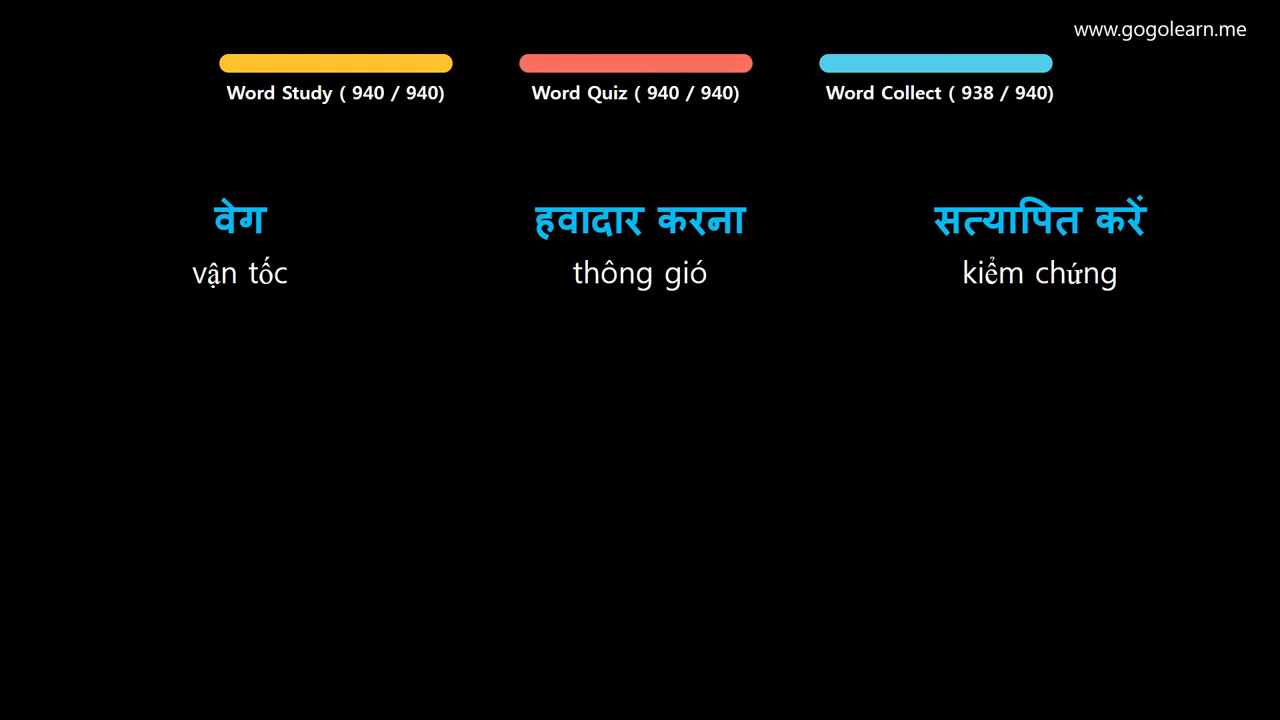 www.gogolearn.me
Word Study ( 940 / 940)
Word Quiz ( 940 / 940)
Word Collect ( 938 / 940)
वेग
vận tốc
हवादार करना
thông gió
सत्यापित करें
kiểm chứng